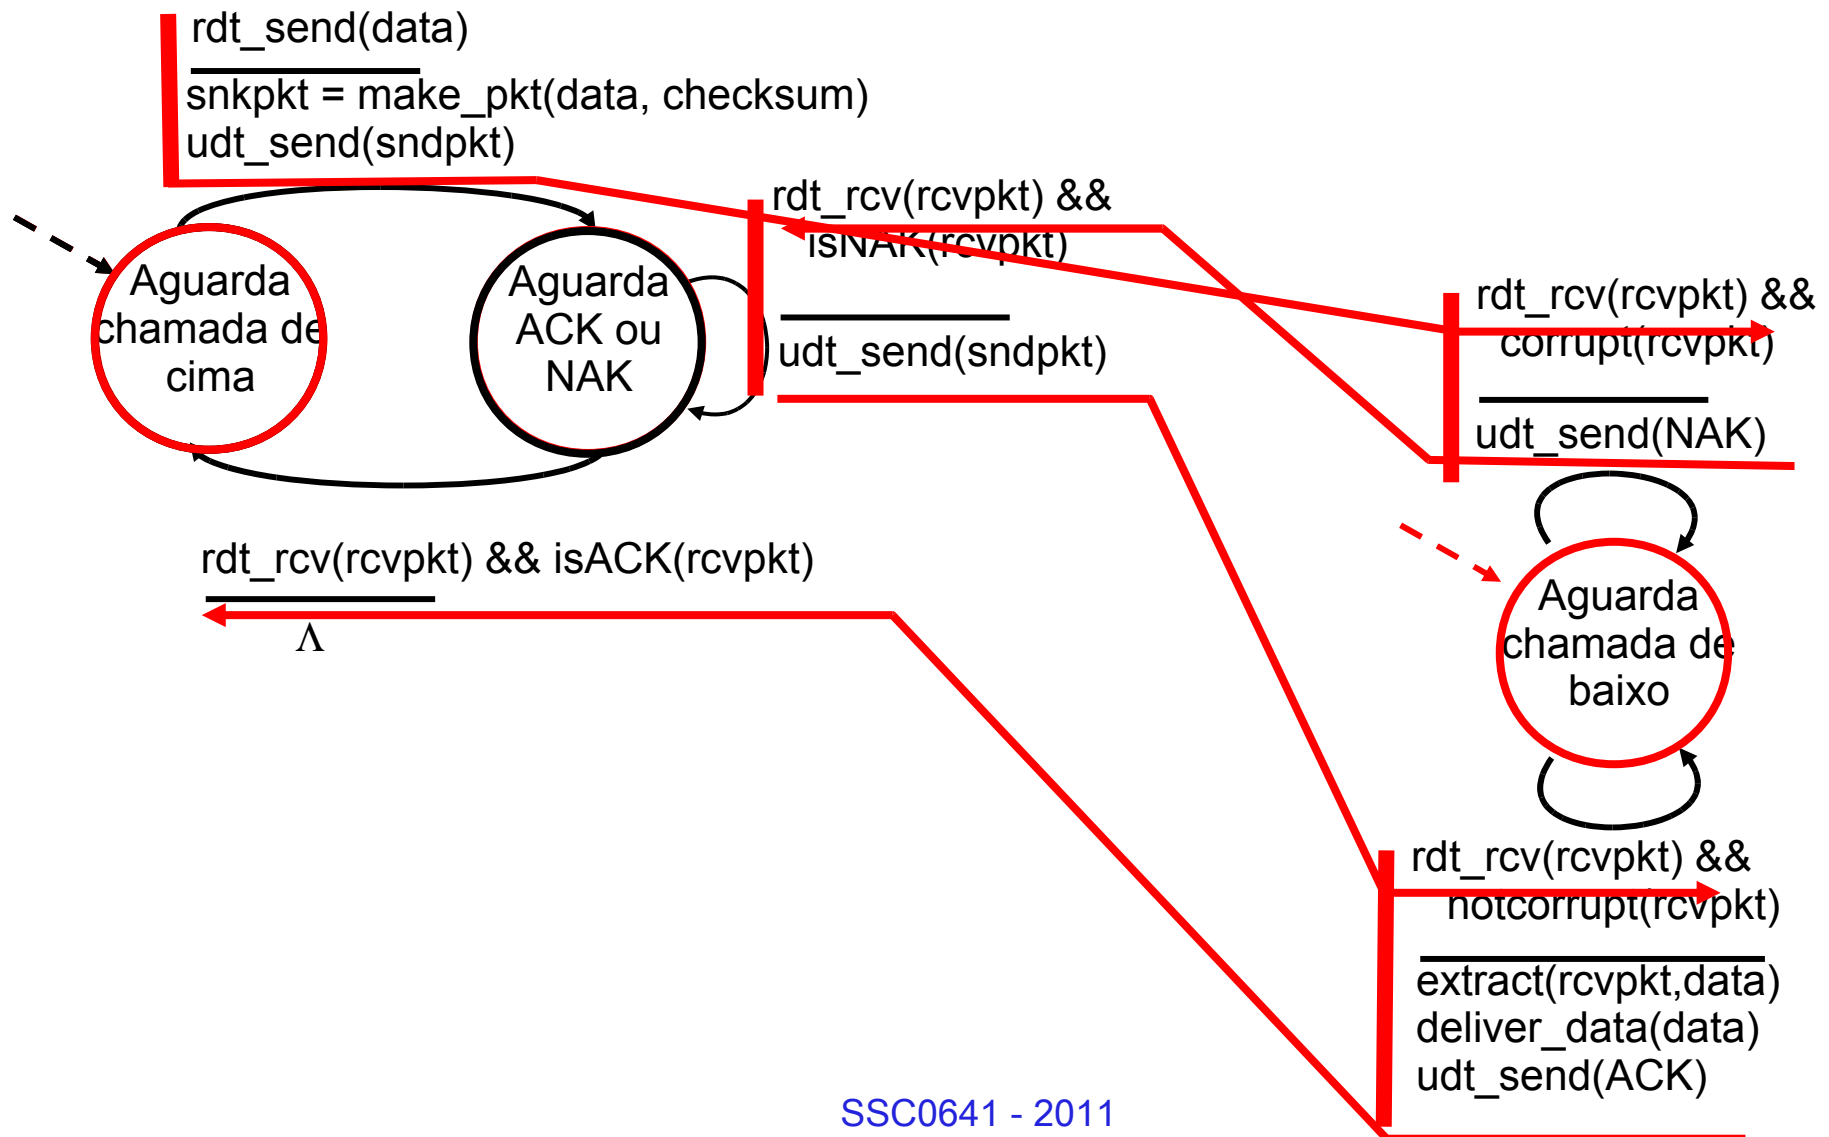 rdt_send(data)
snkpkt = make_pkt(data, checksum)
udt_send(sndpkt)
Aguarda
chamada de
cima
Aguarda
ACK ou
NAK
rdt_rcv(rcvpkt) &&
isNAK(rcvpkt)
udt_send(sndpkt)
rdt_rcv(rcvpkt) && isACK(rcvpkt)
Λ
rdt_rcv(rcvpkt) &&
corrupt(rcvpkt)
udt_send(NAK)
Aguarda
chamada de
baixo
rdt_rcv(rcvpkt) &&
notcorrupt(rcvpkt)
extract(rcvpkt,data)
deliver_data(data)
udt_send(ACK)
SSC0641 - 2011